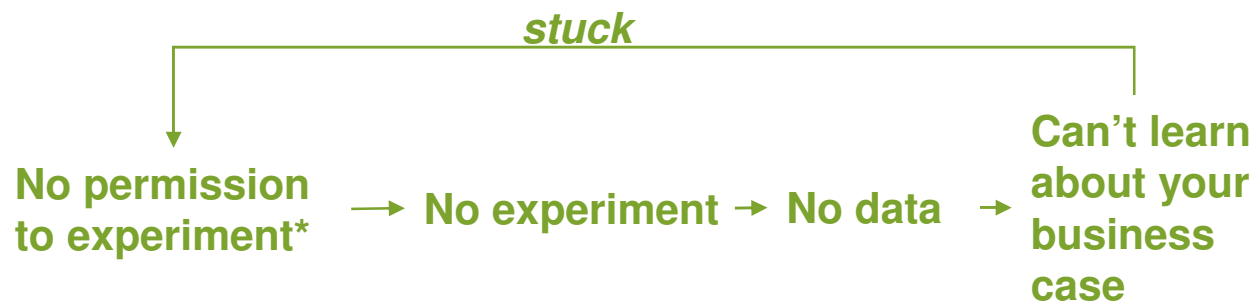 stuck
No permission
to experiment*
No experiment
No data
Can’t learn
about your
business
case